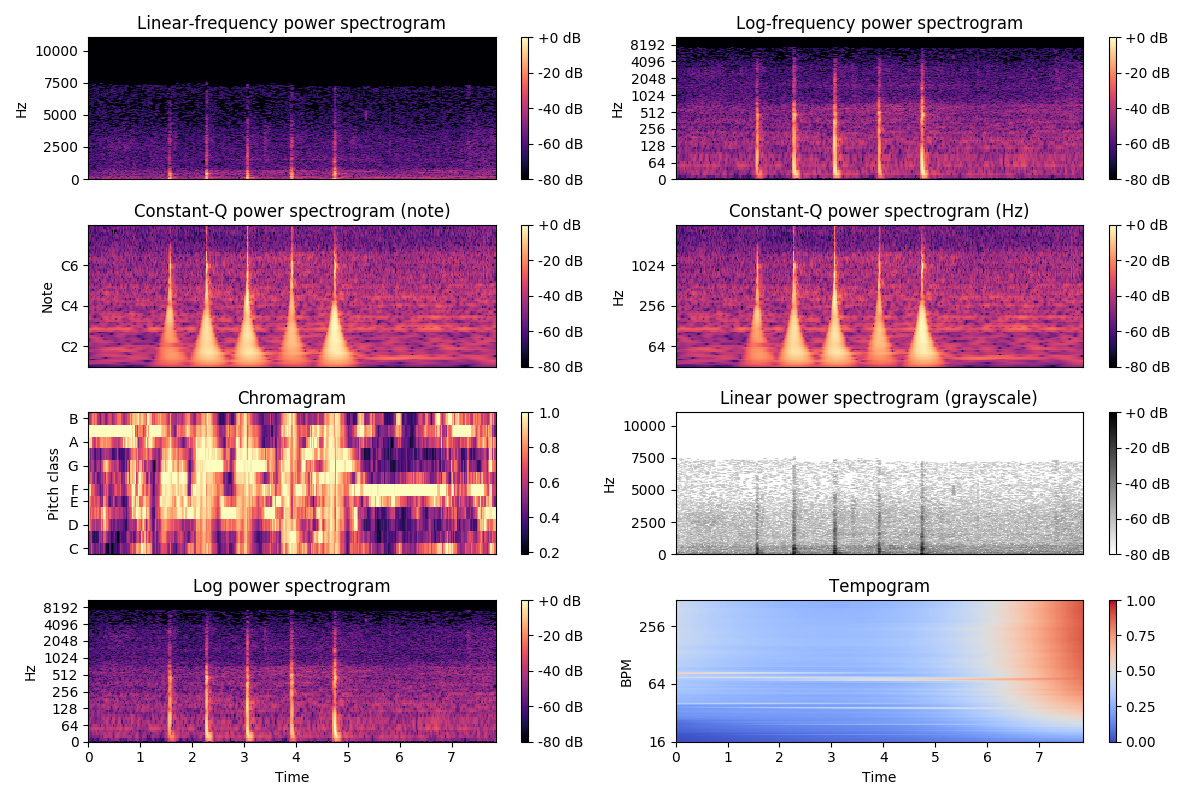 Linear-frequency power spectrogram
10000
7500
5000
2500
0
Hz
+0 dB
-20 dB
-40 dB
-60 dB
-80 dB
Log-frequency power spectrogram
8192
4096
2048
1024
512
256
128
64
0
Hz
+0 dB
-20 dB
-40 dB
-60 dB
-80 dB
Constant-Q power spectrogram (note)
C6
C4
C2
Note
+0 dB
-20 dB
-40 dB
-60 dB
-80 dB
Constant-Q power spectrogram (Hz)
1024
256
64
Hz
+0 dB
-20 dB
-40 dB
-60 dB
-80 dB
Chromagram
B
A
G
F
E
D
C
Pitch class
1.0
0.8
0.6
0.4
0.2
Linear power spectrogram (grayscale)
10000
7500
5000
2500
0
Hz
+0 dB
-20 dB
-40 dB
-60 dB
-80 dB
Log power spectrogram
8192
4096
2048
1024
512
256
128
64
0
Hz
0 1 2 3 4 5 6 7
Time
+0 dB
-20 dB
-40 dB
-60 dB
-80 dB
Tempogram
256
64
16
BPM
0 1 2 3 4 5 6 7
Time
1.00
0.75
0.50
0.25
0.00